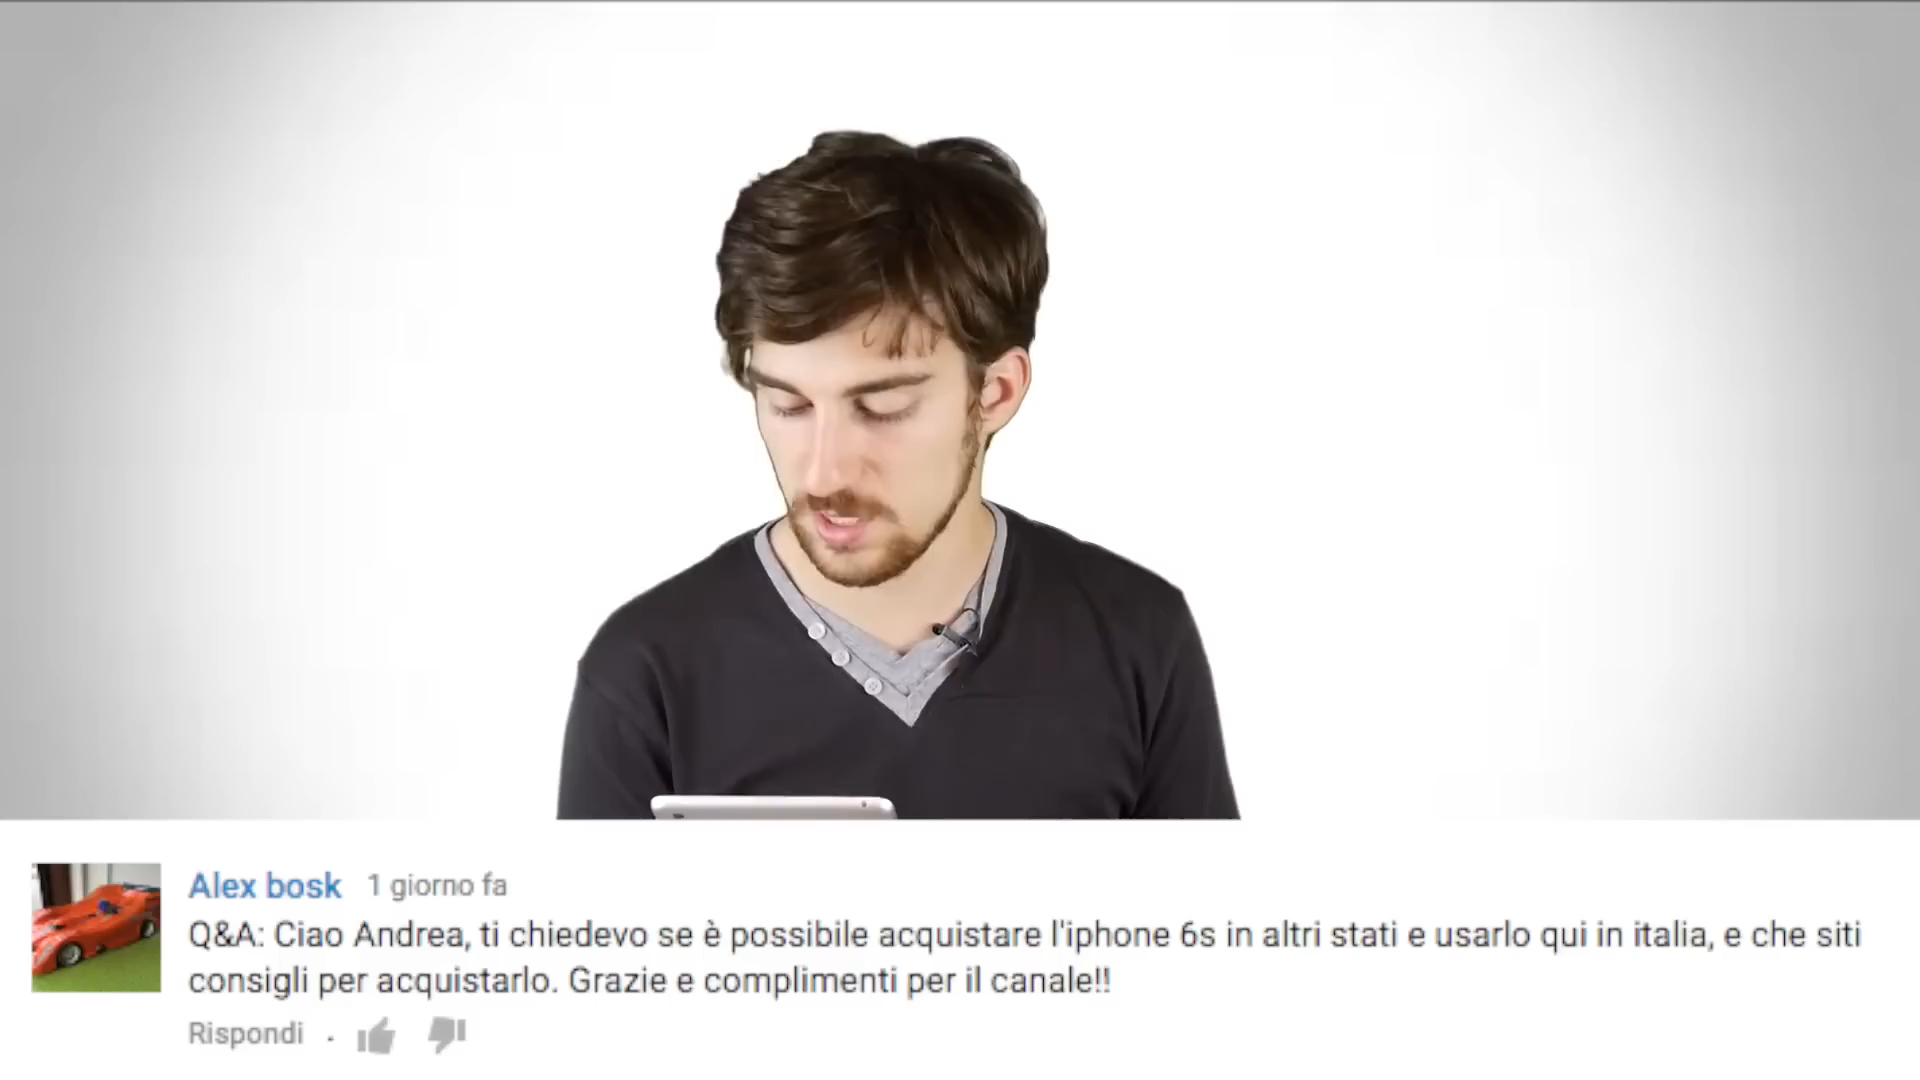 Alex bosk 1 giorno fa
Q&A: Ciao Andrea, ti chiedevo se è possibile acquistare l'iphone 6s in altri stati e usarlo qui in italia, e che siti
consigli per acquistarlo. Grazie e complimenti per il canale!!
Rispondi .